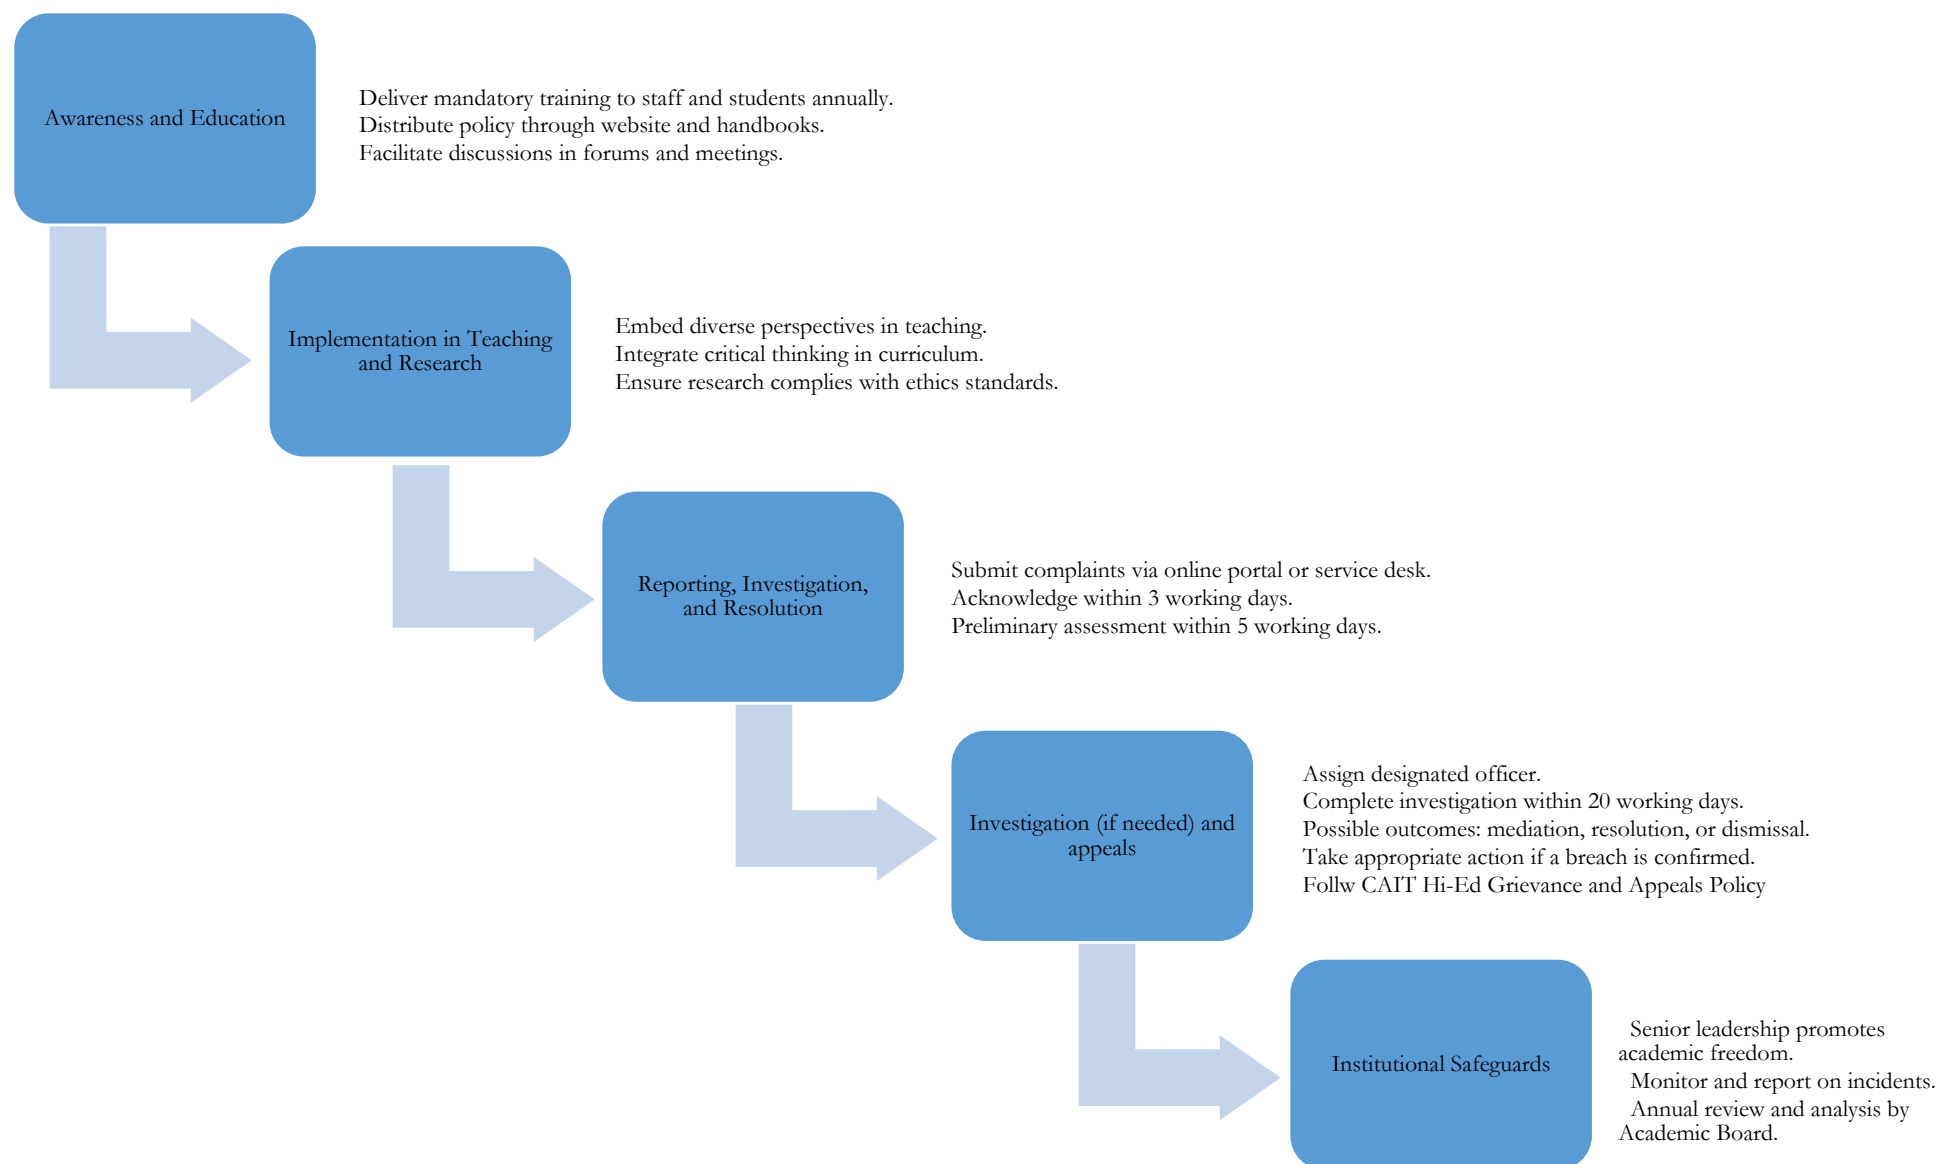 Awareness and Education
Deliver mandatory training to staff and students annually.
Distribute policy through website and handbooks.
Facilitate discussions in forums and meetings.
Implementation in Teaching
and Research
Embed diverse perspectives in teaching.
Integrate critical thinking in curriculum.
Ensure research complies with ethics standards.
Reporting, Investigation,
and Resolution
Submit complaints via online portal or service desk.
Acknowledge within 3 working days.
Preliminary assessment within 5 working days.
Investigation (if needed) and
appeals
Assign designated officer.
Complete investigation within 20 working days.
Possible outcomes: mediation, resolution, or dismissal.
Take appropriate action if a breach is confirmed.
Follw CAIT Hi-Ed Grievance and Appeals Policy
Institutional Safeguards
Senior leadership promotes
academic freedom.
Monitor and report on incidents.
Annual review and analysis by
Academic Board.